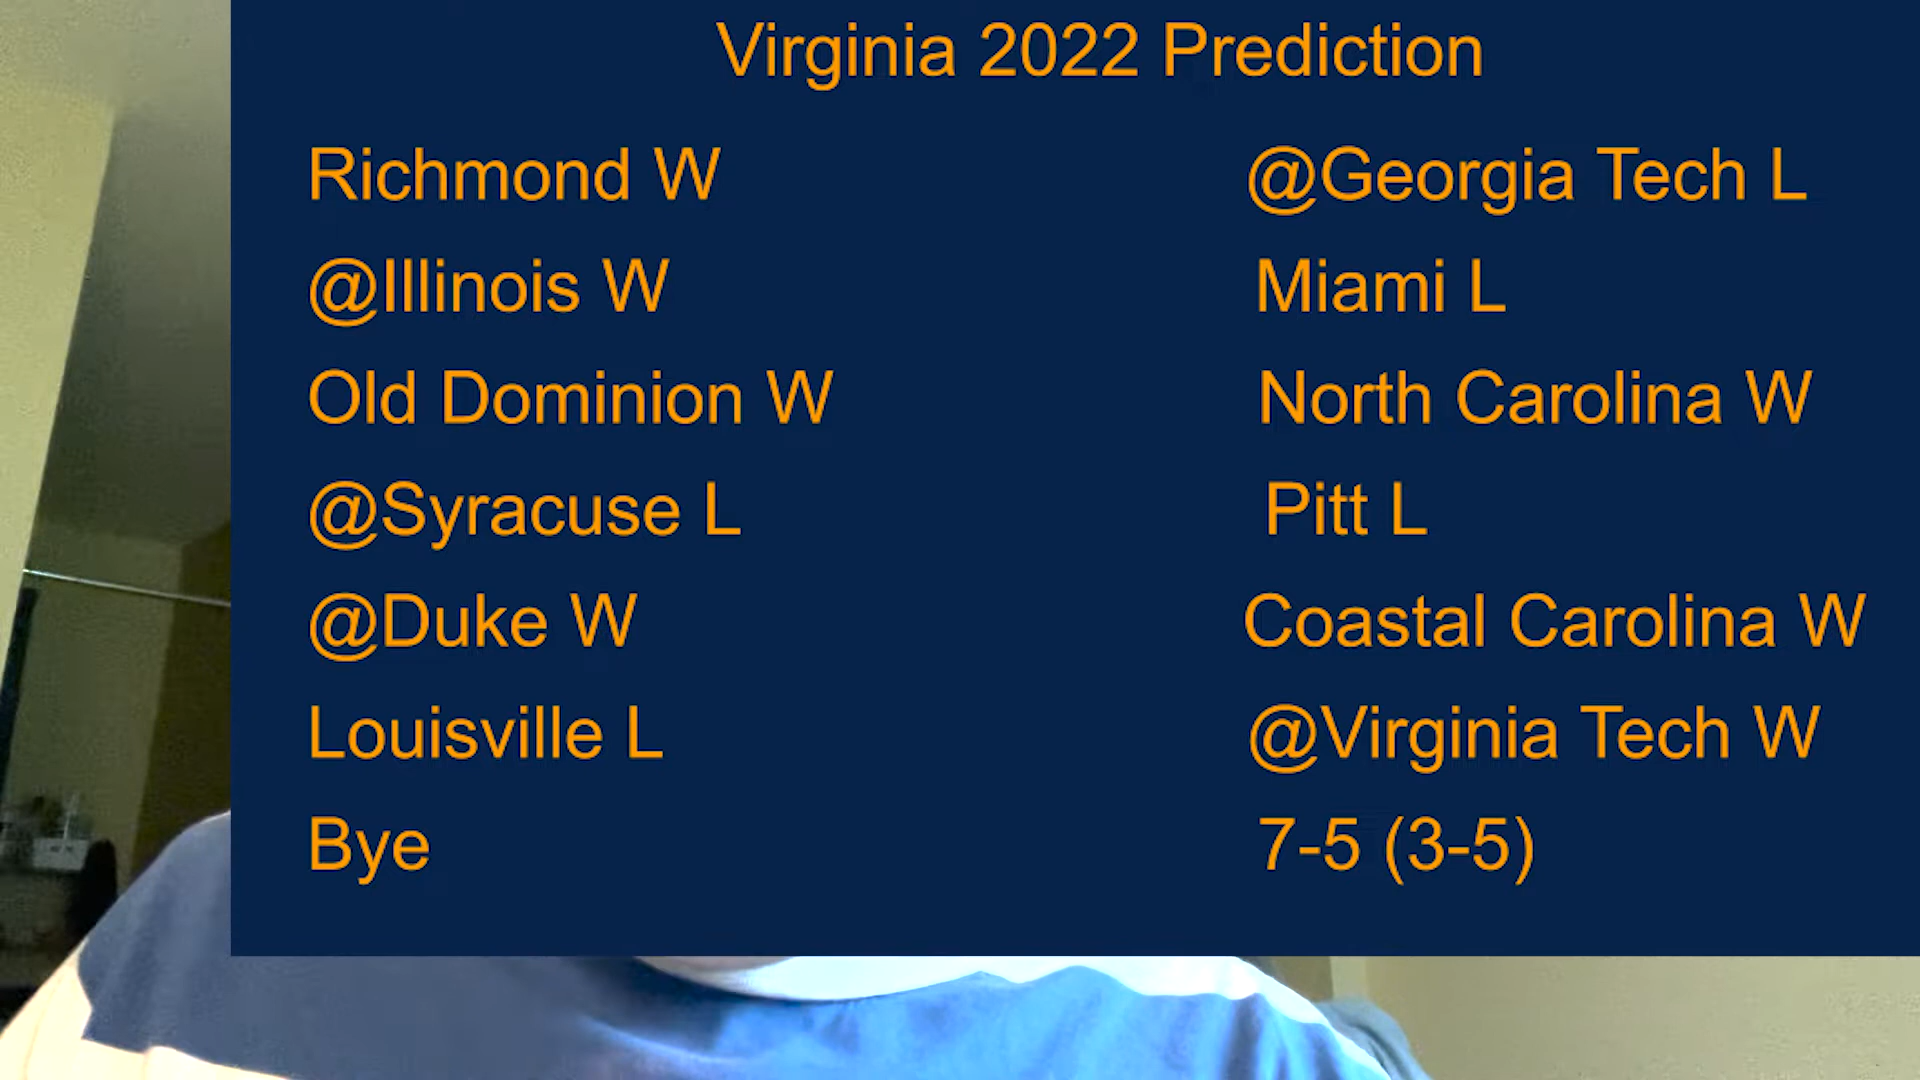 Virginia 2022 Prediction
Richmond W
@Illinois W
Old Dominion W
@Syracuse L
@Duke W
Louisville L
Bye
@Georgia Tech L
Miami L
North Carolina W
Pitt L
Coastal Carolina W
@Virginia Tech W
7-5 (3-5)